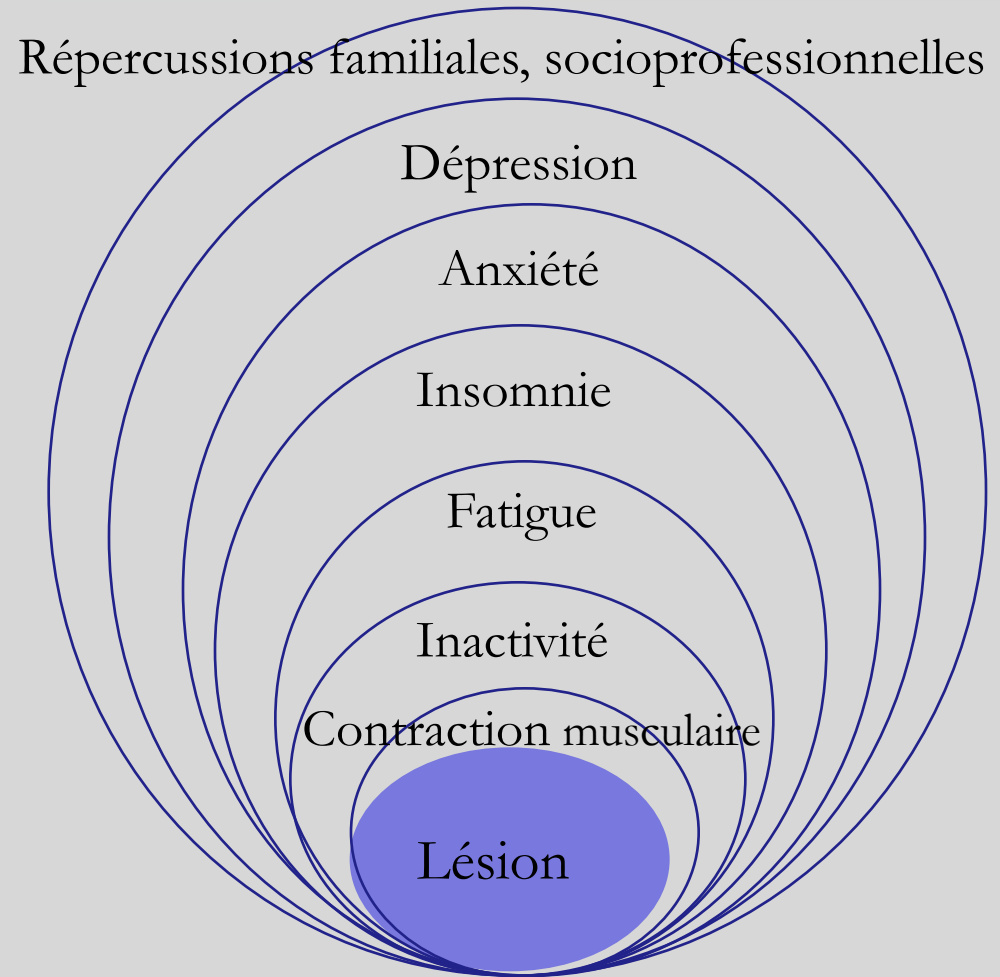 Répercussions familiales, socioprofessionnelles
Dépression
Anxiété
Insomnie
Fatigue
Inactivité
Contraction musculaire
Lésion